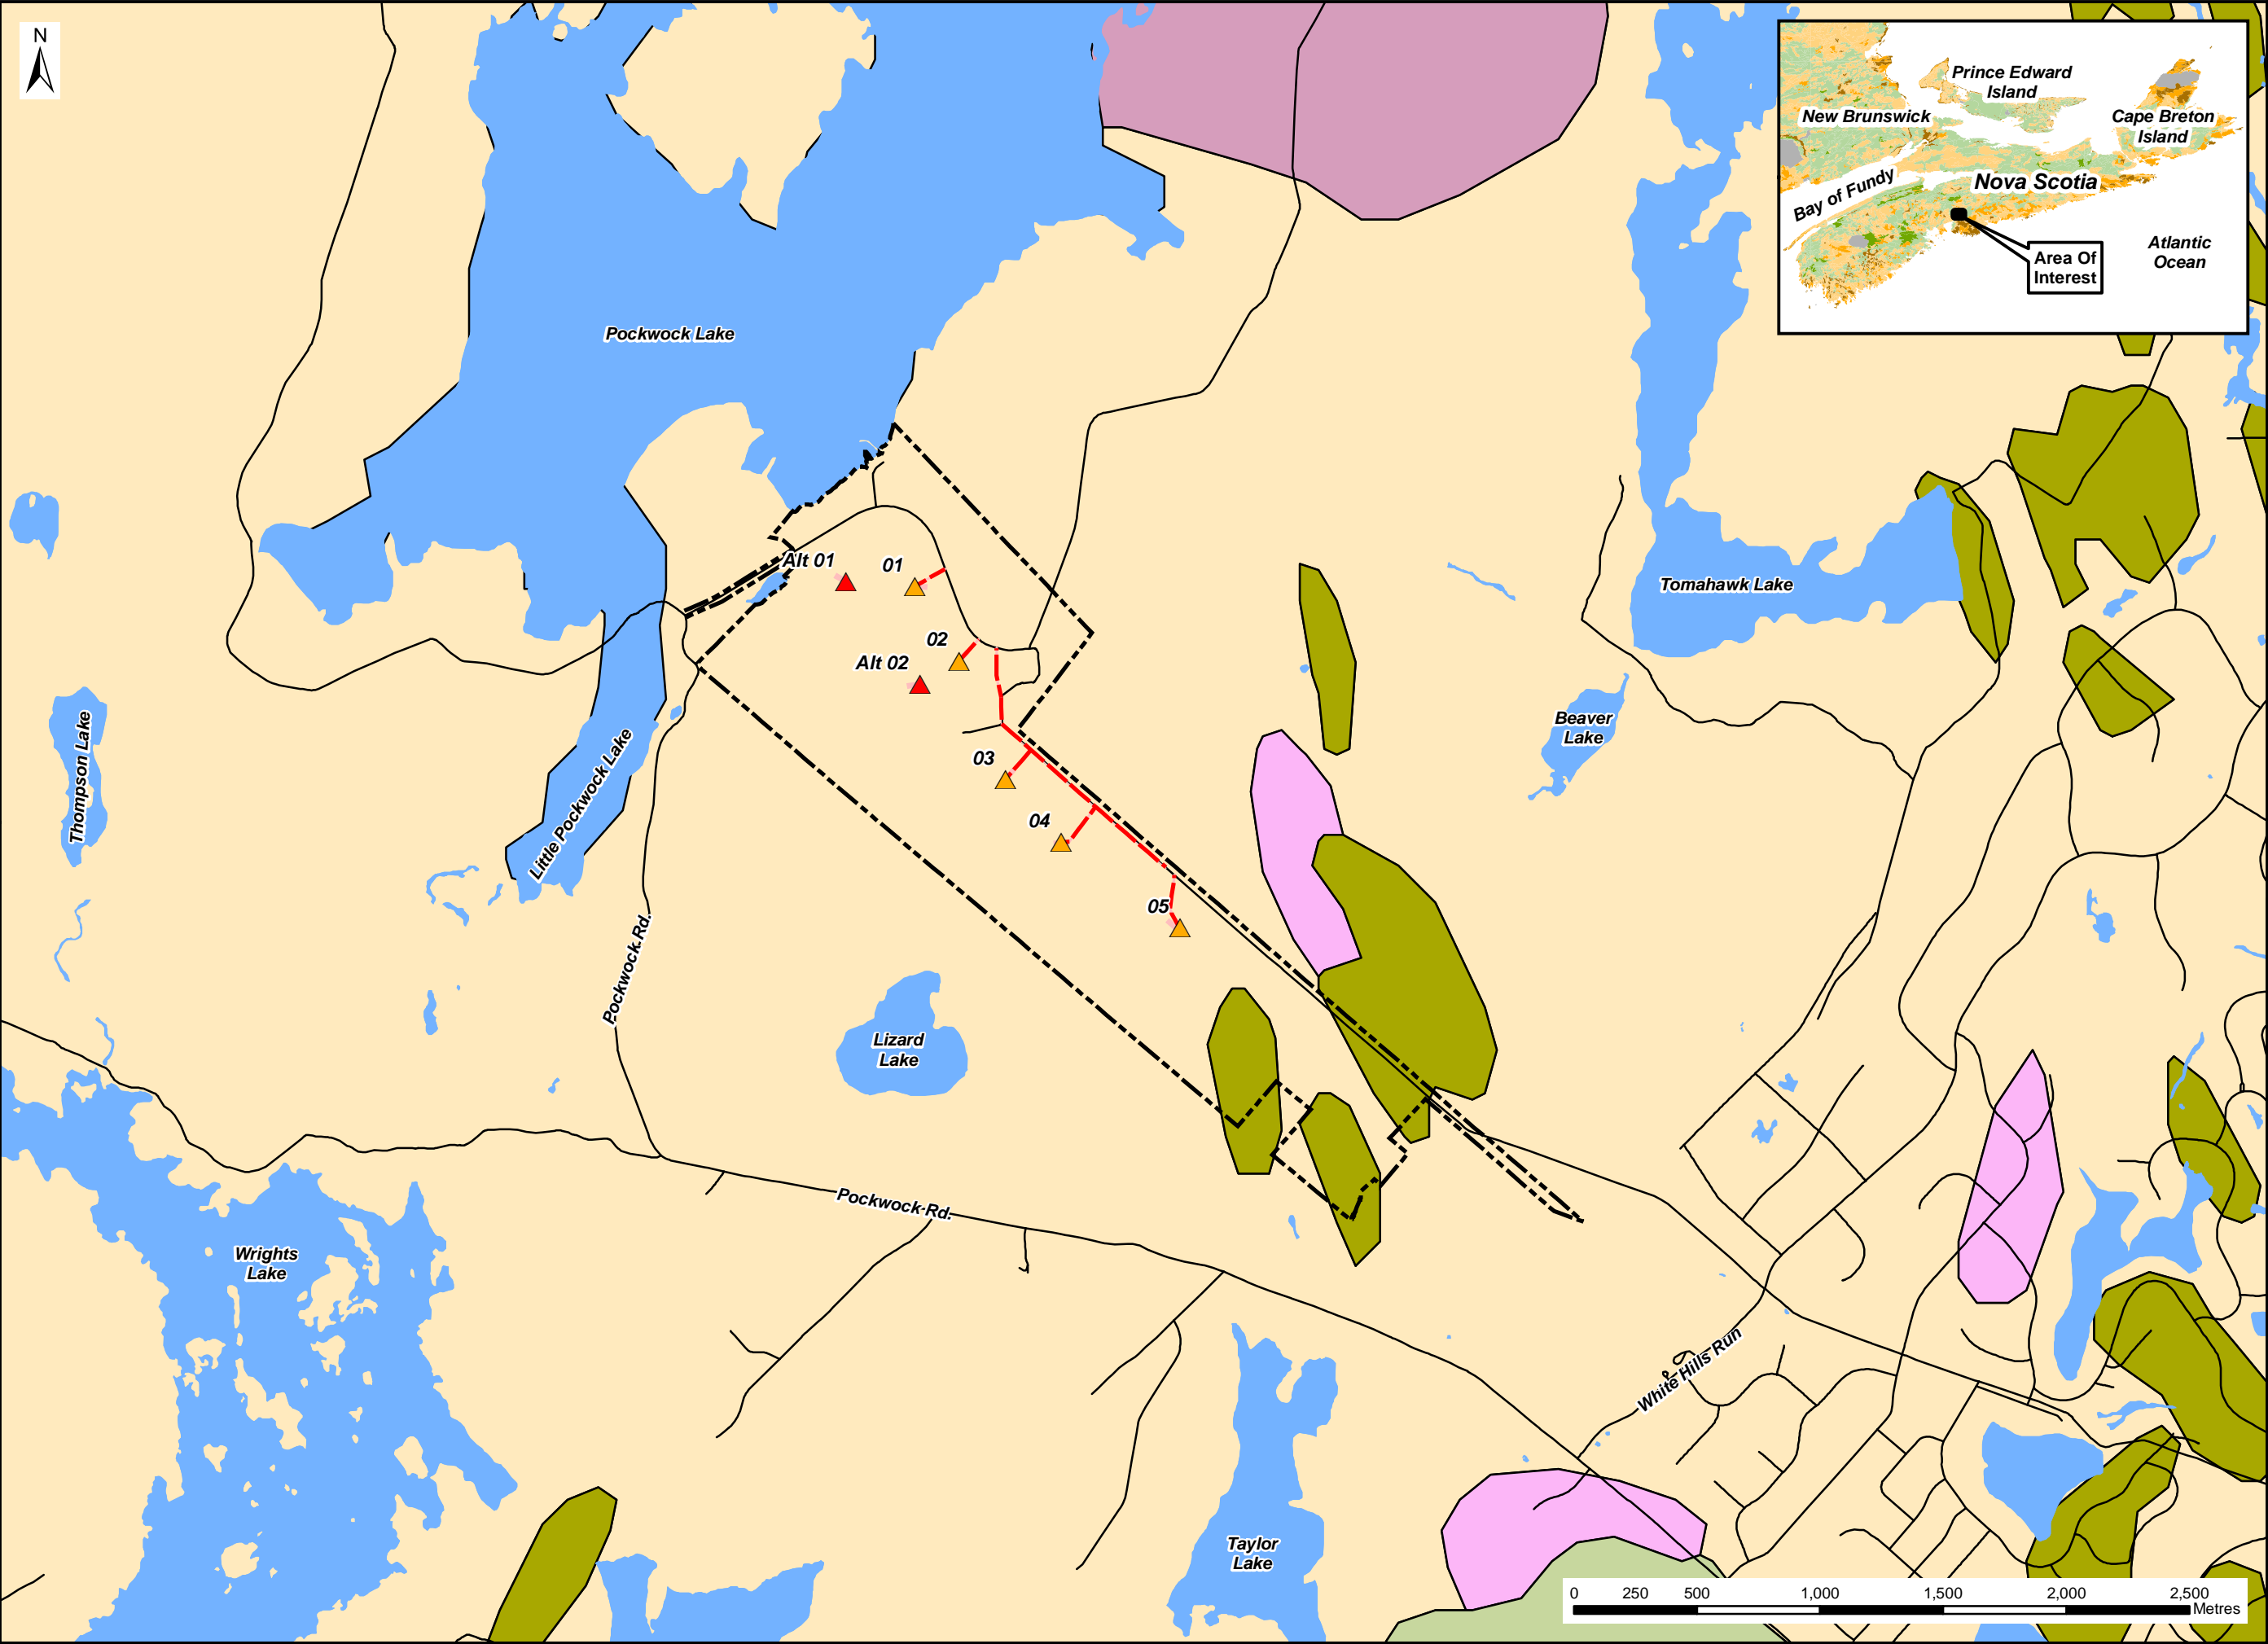 N
Prince Edward
Island
New Brunswick
Cape Breton
Island
Bay of Fundy
Nova Scotia
Atlantic
Ocean
Area Of
Interest
Pockwock Lake
Alt 01
01
Tomahawk Lake
02
Alt 02
Thompson Lake
Little Pockwock Lake
Beaver
Lake
03
04
05
Pockwock Rd.
Lizard
Lake
Pockwock Rd.
Wrights
Lake
White Hills Run
Taylor
Lake
0 250 500 1,000 1,500 2,000 2,500
Metres